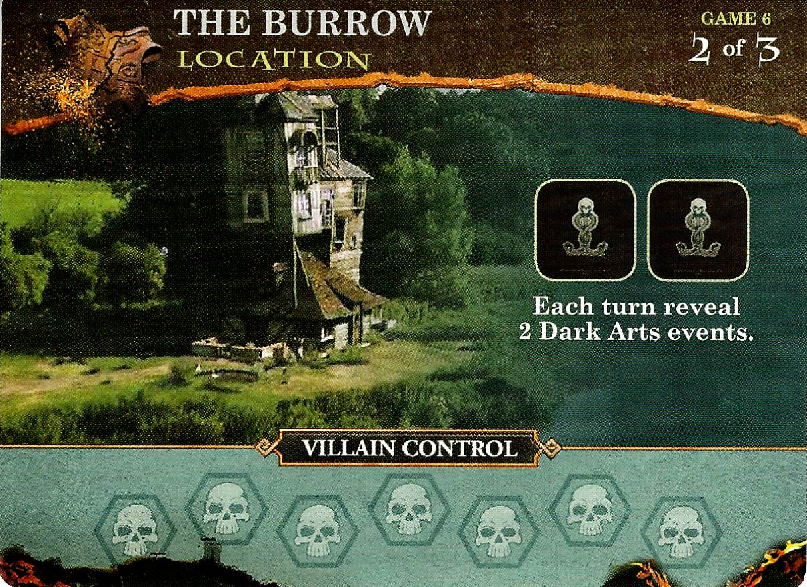 THE BURROW
LOCATION
GAME 6
2 of 3
Each turn reveal
2 Dark Arts events.
VILLAIN CONTROL